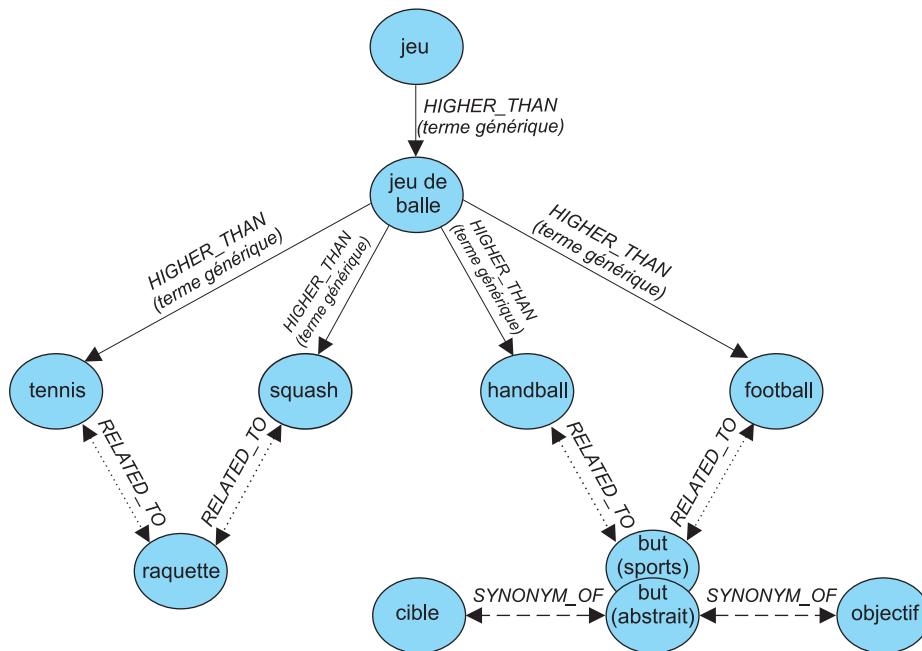 jeu
HIGHER_THAN
(terme générique)
jeu de
balle
HIGHER_THAN
(terme générique)
HIGHER_THAN
(terme générique)
HIGHER_THAN
(terme générique)
HIGHER_THAN
(terme générique)
tennis
squash
handball
football
RELATED_TO
RELATED_TO
RELATED_TO
RELATED_TO
raquette
but
(sports)
cible
SYNONYM_OF
but
(abstrait)
SYNONYM_OF
objectif